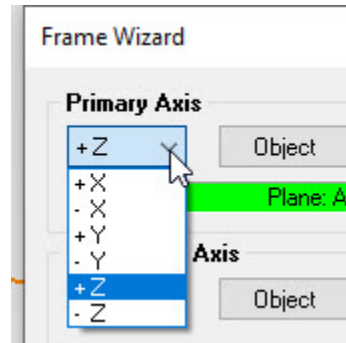 Frame Wizard
Primary Axis
+Z Object
+X
Plane: A
- X
+Y
- Y
Axis
+Z
Object
- Z